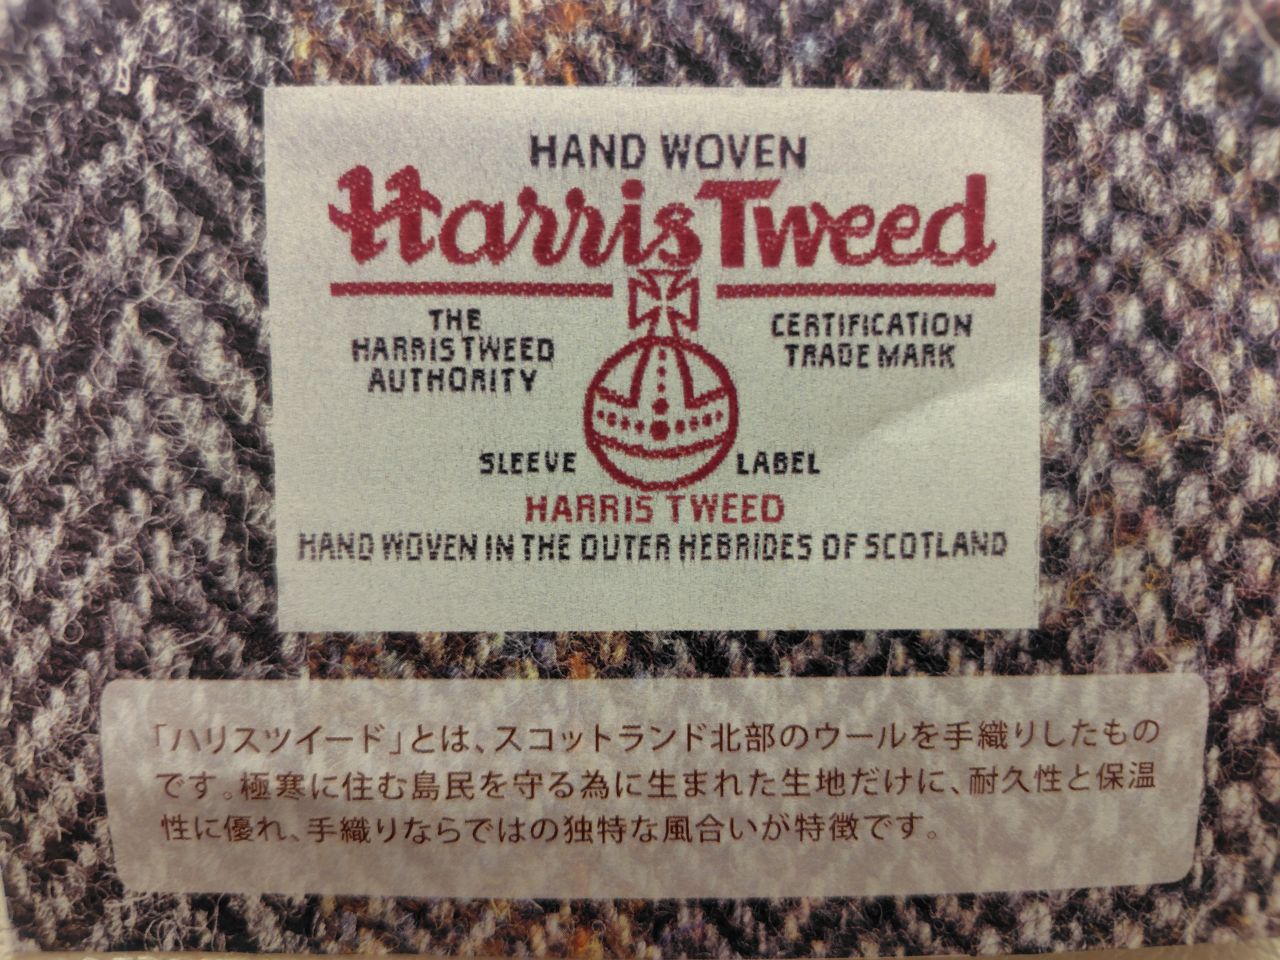 HAND WOVEN
Harris Tweed
THE
HARRIS TWEED
AUTHORITY
CERTIFICATION
TRADE MARK
SLEEVE LABEL
HARRIS TWEED
HAND WOVEN IN THE OUTER HEBRIDES OF SCOTLAND
「ハリスツイード」とは、スコットランド北部のウールを手織りしたもの
です。極寒に住む島民を守る為に生まれた生地だけに、耐久性と保温
性に優れ、手織りならではの独特な風合いが特徴です。